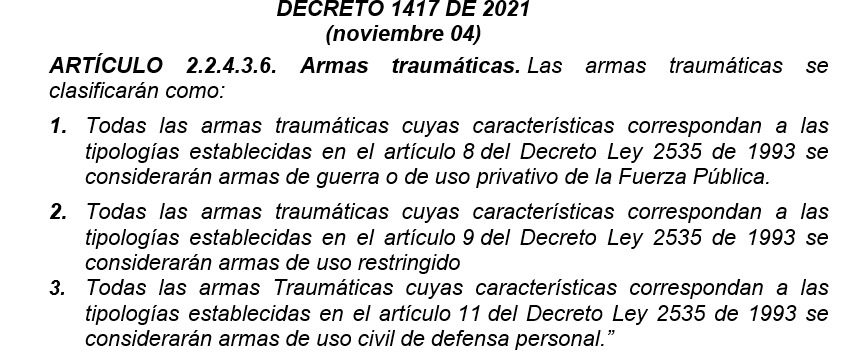 DECRETO 1417 DE 2021
(noviembre 04)
ARTÍCULO 2.2.4.3.6. Armas traumáticas. Las armas traumáticas se
clasificarán como:
1. Todas las armas traumáticas cuyas características correspondan a las
tipologías establecidas en el artículo 8 del Decreto Ley 2535 de 1993 se
considerarán armas de guerra o de uso privativo de la Fuerza Pública.
2. Todas las armas traumáticas cuyas características correspondan a las
tipologías establecidas en el artículo 9 del Decreto Ley 2535 de 1993 se
considerarán armas de uso restringido
3. Todas las armas Traumáticas cuyas características correspondan a las
tipologías establecidas en el artículo 11 del Decreto Ley 2535 de 1993 se
considerarán armas de uso civil de defensa personal.”